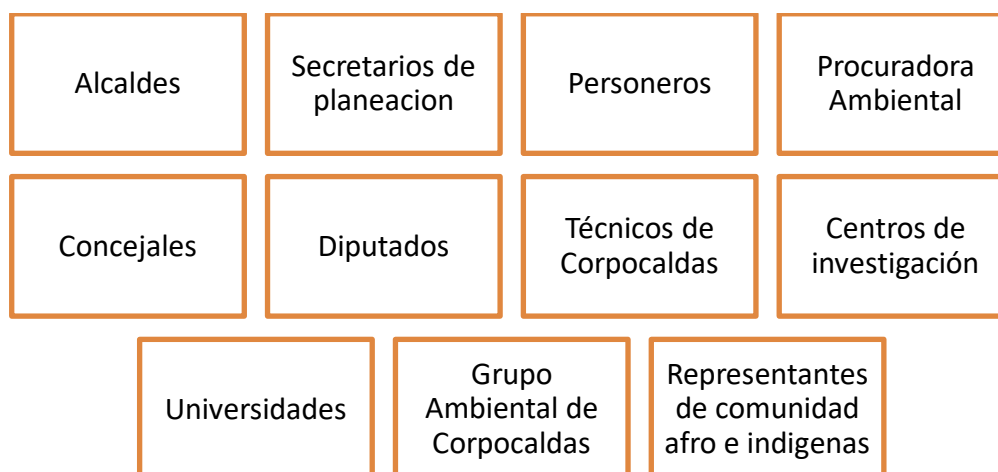 Alcaldes
Secretarios de
planeacion
Personeros
Procuradora
Ambiental
Concejales
Diputados
Técnicos de
Corpocaldas
Centros de
investigación
Universidades
Grupo
Ambiental de
Corpocaldas
Representantes
de comunidad
afro e indigenas